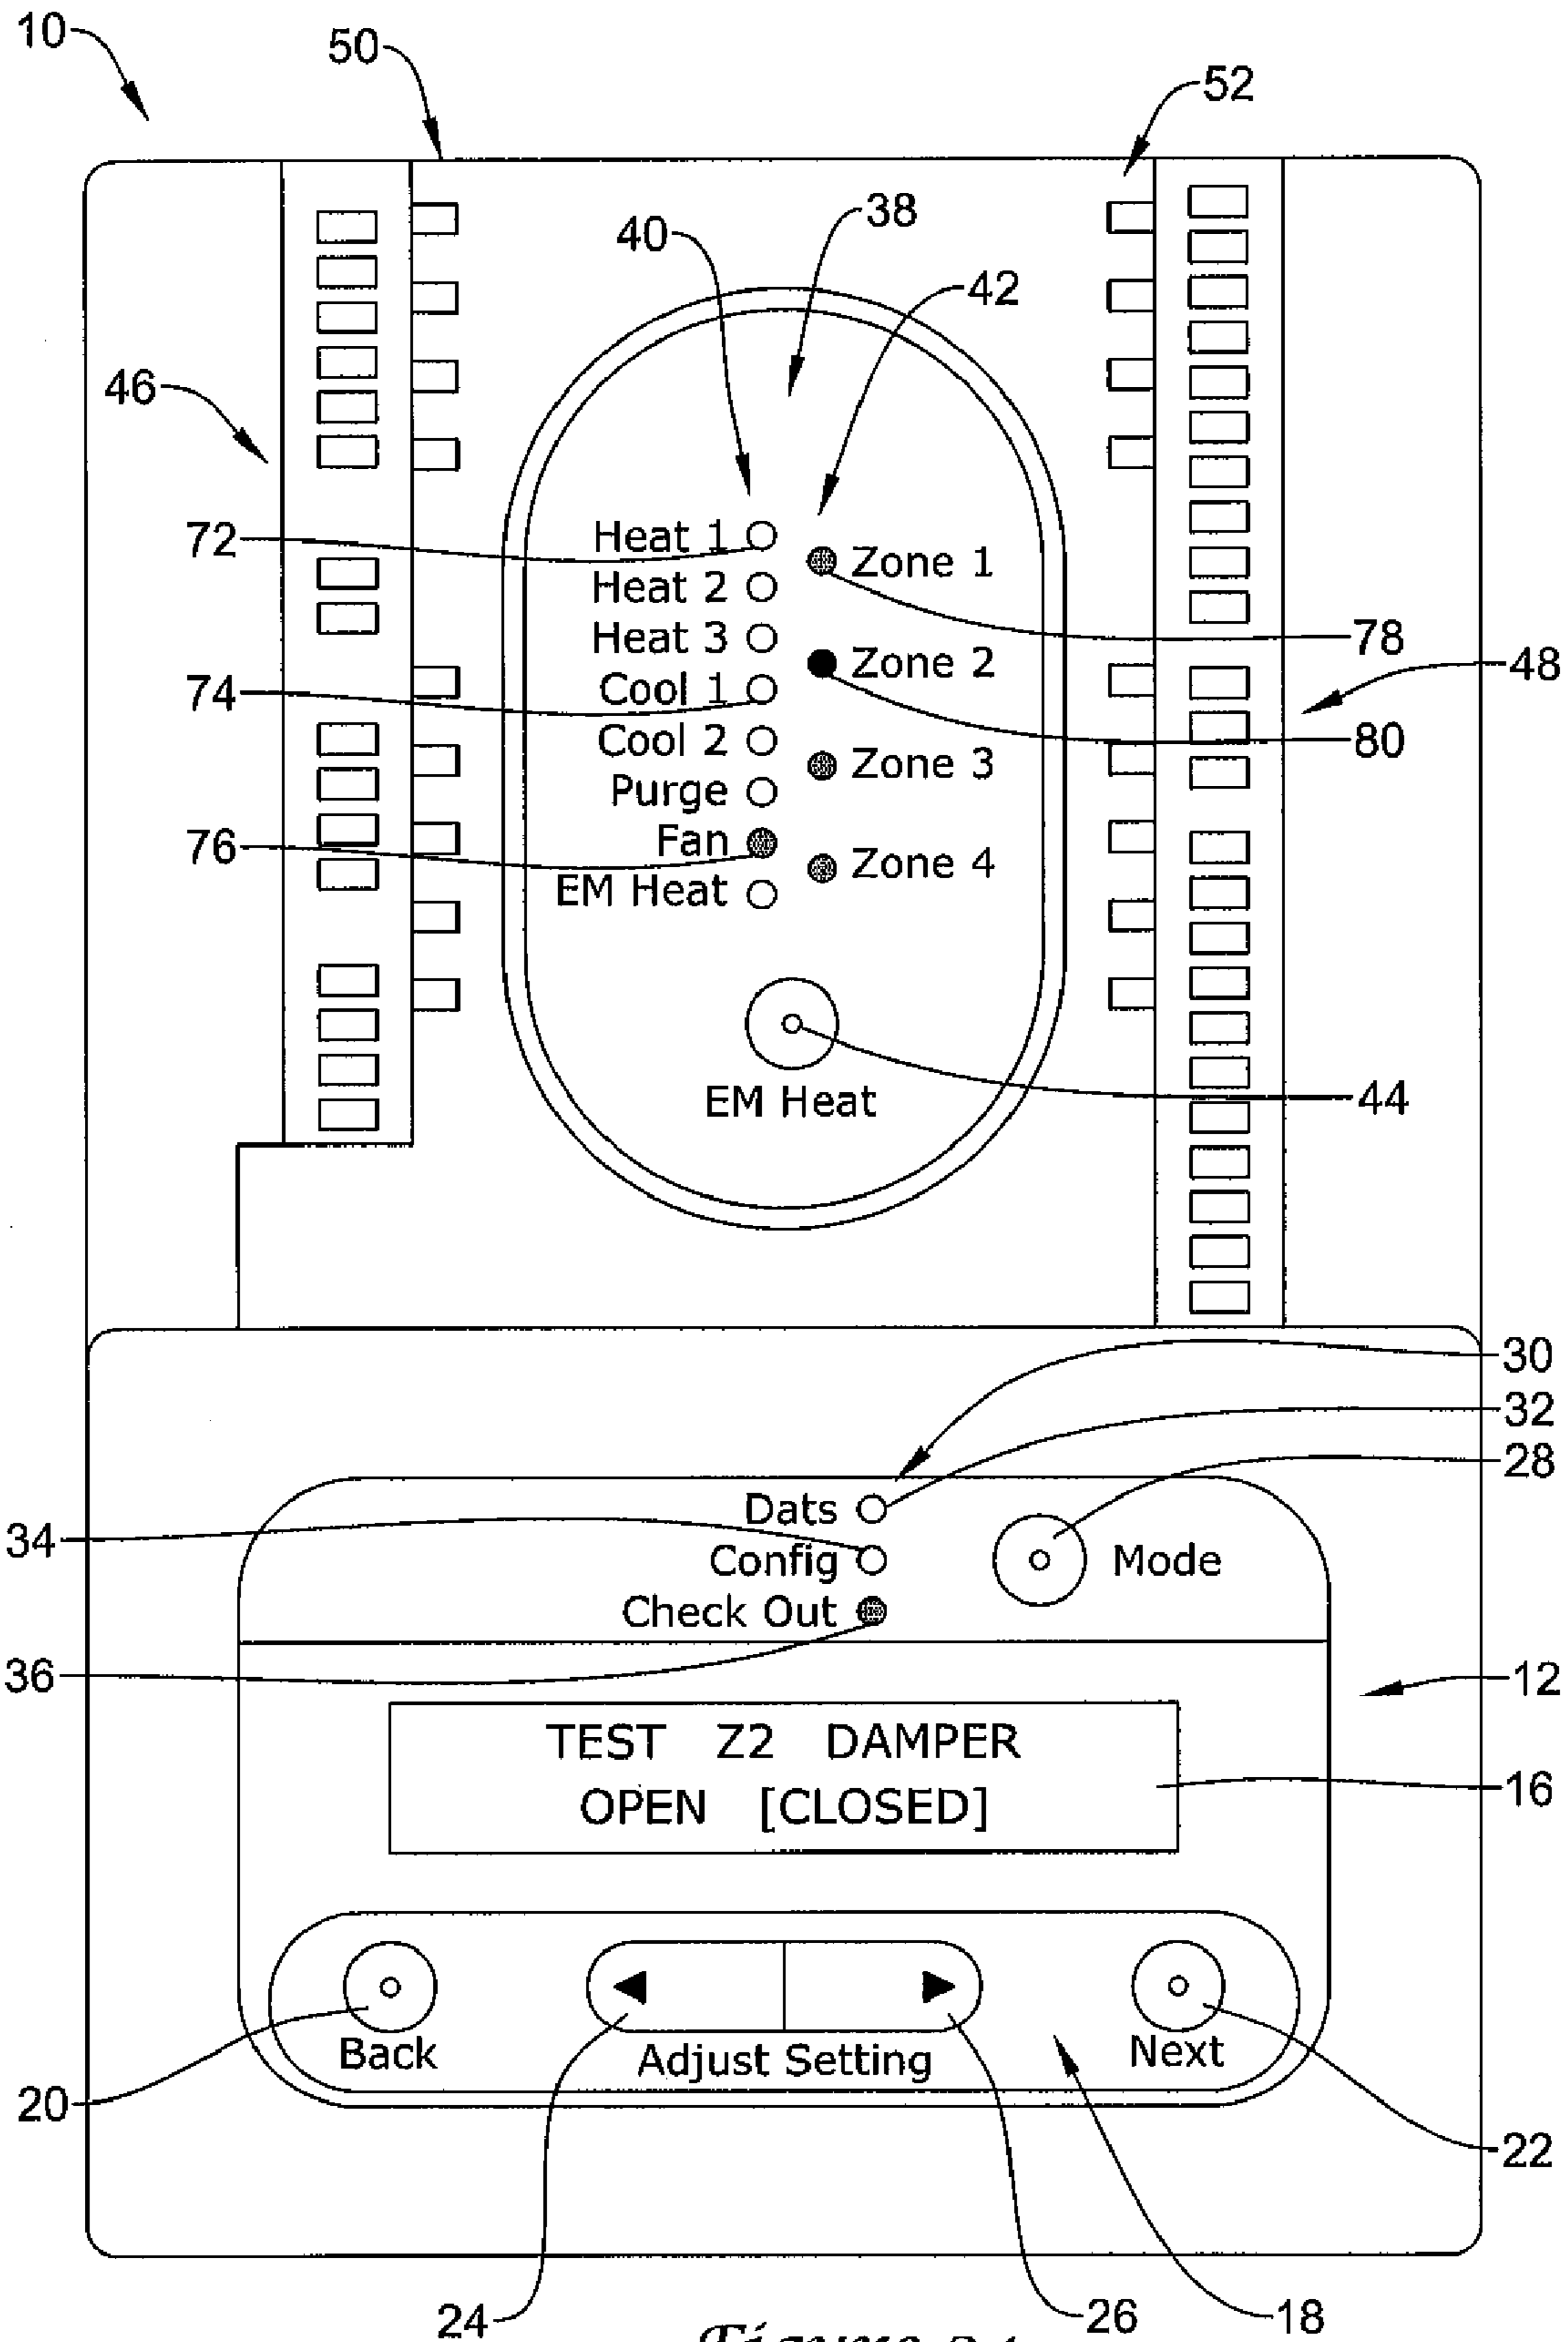 10
50
52
38
40
42
46
72
Heat 1
Zone 1
Heat 2
78
Heat 3
Zone 2
48
74
Cool 1
80
Cool 2
Zone 3
Purge
76
Fan
Zone 4
EM Heat
EM Heat
44
30
32
28
Dats
34
Config
Mode
Check Out
36
12
TEST Z2 DAMPER
OPEN [CLOSED]
16
Back
Adjust Setting
Next
20
22
24
26
18